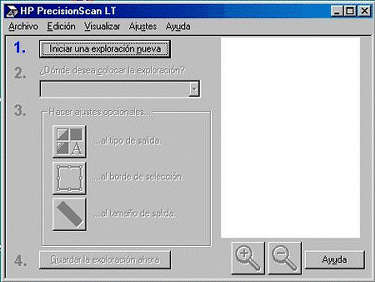 HP PrecisionScan LT
Archivo Edición Visualizar Ajustes Ayuda
1. Iniciar una exploración nueva
2. ¿Dónde desea colocar la exploración?
3. Hacer ajustes opcionales...
A ...al tipo de salida.
...al borde de selección.
...al tamaño de salida.
4. Guardar la exploración ahora
Ayuda